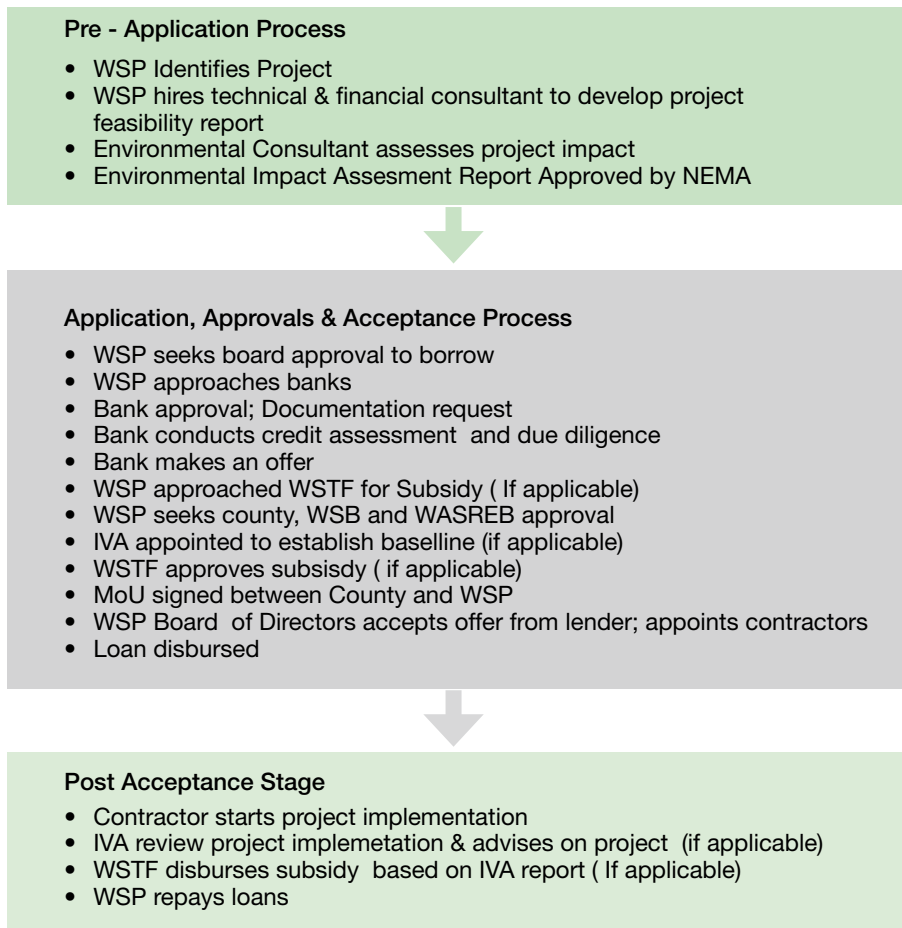 Pre - Application Process
• WSP Identifies Project
• WSP hires technical & financial consultant to develop project
feasibility report
• Environmental Consultant assesses project impact
• Environmental Impact Assesment Report Approved by NEMA
Application, Approvals & Acceptance Process
• WSP seeks board approval to borrow
• WSP approaches banks
• Bank approval; Documentation request
• Bank conducts credit assessment and due diligence
• Bank makes an offer
• WSP approached WSTF for Subsidy ( If applicable)
• WSP seeks county, WSB and WASREB approval
• IVA appointed to establish baselline (if applicable)
• WSTF approves subsisdy ( if applicable)
• MoU signed between County and WSP
• WSP Board of Directors accepts offer from lender; appoints contractors
• Loan disbursed
Post Acceptance Stage
• Contractor starts project implementation
• IVA review project implemetation & advises on project (if applicable)
• WSTF disburses subsidy based on IVA report ( If applicable)
• WSP repays loans